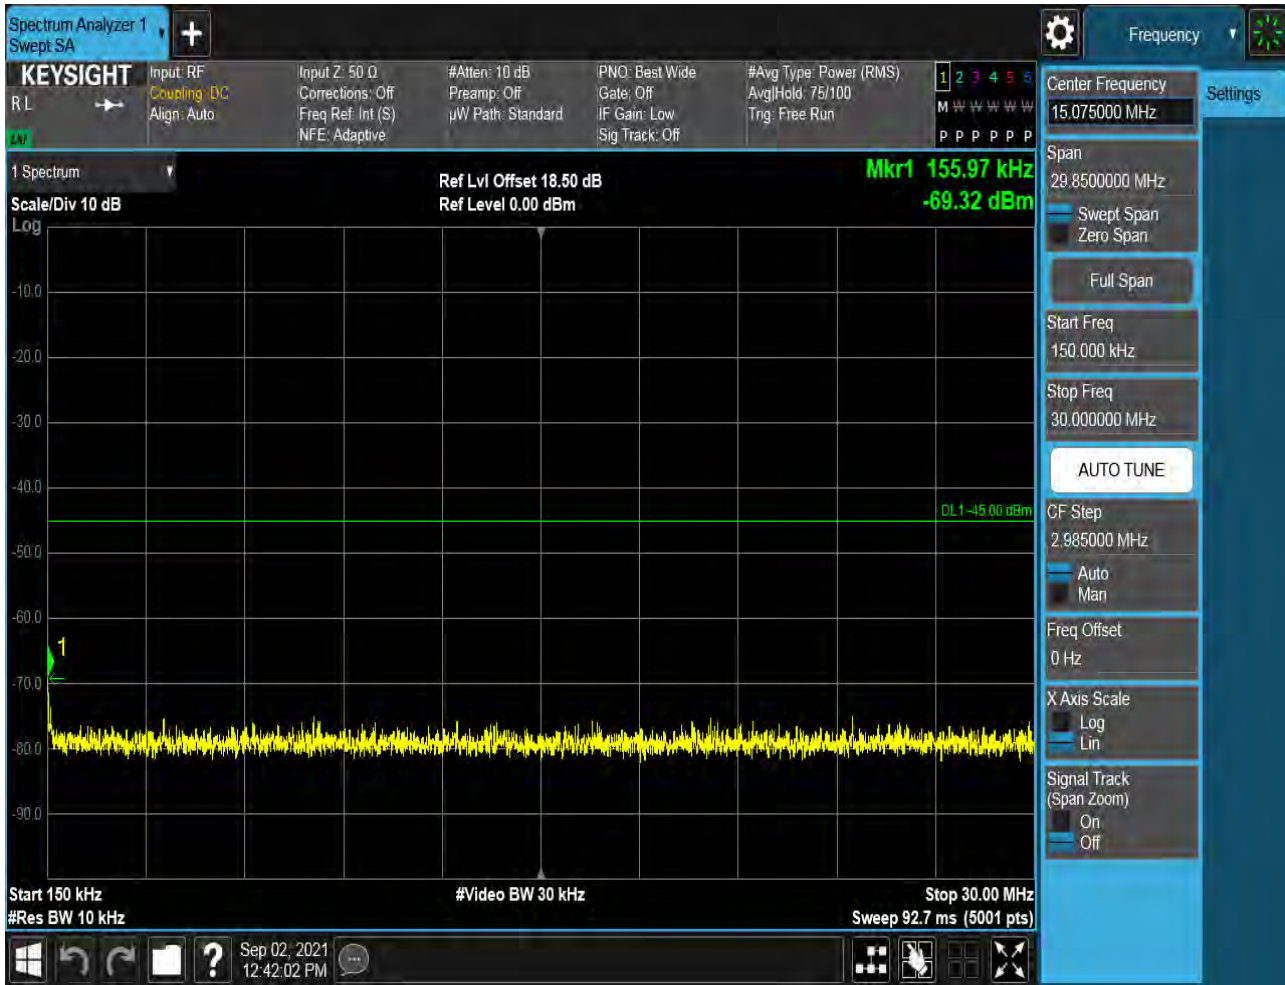 Spectrum Analyzer 1
Swept SA
Frequency
KEYSIGHT
R L
LXI
Input: RF
Coupling: DC
Align: Auto
Input Z: 50 Ω
Corrections: Off
Freq Ref: Int (S)
NFE: Adaptive
#Atten: 10 dB
Preamp: Off
µW Path: Standard
PNO: Best Wide
Gate: Off
IF Gain: Low
Sig Track: Off
#Avg Type: Power (RMS)
Avg|Hold: 75/100
Trig: Free Run
1 2 3 4 5 6
M W W W W W
P P P P P P
1 Spectrum
Scale/Div 10 dB
Log
Ref Lvl Offset 18.50 dB
Ref Level 0.00 dBm
Mkr1 155.97 kHz
-69.32 dBm
-10.0
-20.0
-30.0
-40.0
DL1 -45.00 dBm
-50.0
-60.0
1
-70.0
-80.0
-90.0
Start 150 kHz
#Res BW 10 kHz
#Video BW 30 kHz
Stop 30.00 MHz
Sweep 92.7 ms (5001 pts)
Sep 02, 2021
12:42:02 PM
?
Center Frequency
15.075000 MHz
Settings
Span
29.8500000 MHz
Swept Span
Zero Span
Full Span
Start Freq
150.000 kHz
Stop Freq
30.000000 MHz
AUTO TUNE
CF Step
2.985000 MHz
Auto
Man
Freq Offset
0 Hz
X Axis Scale
Log
Lin
Signal Track
(Span Zoom)
On
Off